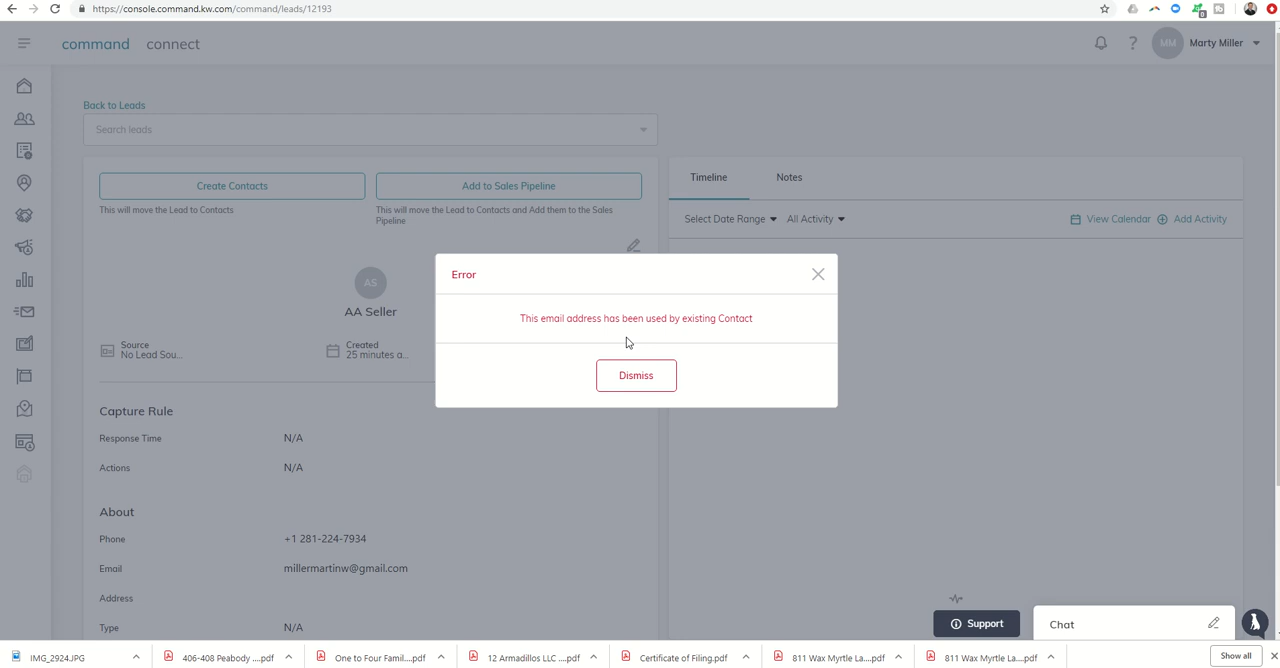 https://console.command.kw.com/command/leads/12193
0
command
connect
MM
Marty Miller
Back to Leads
Search leads
Create Contacts
Add to Sales Pipeline
This will move the Lead to Contacts
This will move the Lead to Contacts and Add them to the Sales
Pipeline
Timeline
Notes
Select Date Range
All Activity
View Calendar
Add Activity
Error
This email address has been used by existing Contact
Dismiss
AS
AA Seller
Source
No Lead Sou...
Created
25 minutes a...
Capture Rule
Response Time
N/A
Actions
N/A
About
Phone
+1 281-224-7934
Email
millermartinw@gmail.com
Address
Type
N/A
Support
Chat
IMG_2924.JPG
406-408 Peabody ....pdf
One to Four Famil....pdf
12 Armadillos LLC ....pdf
Certificate of Filing.pdf
811 Wax Myrtle La....pdf
811 Wax Myrtle La....pdf
Show all